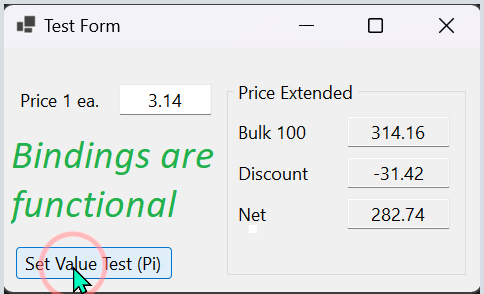 Test Form
Price 1 ea. 3.14
Bindings are
functional
Set Value Test (Pi)
Price Extended
Bulk 100 314.16
Discount -31.42
Net 282.74